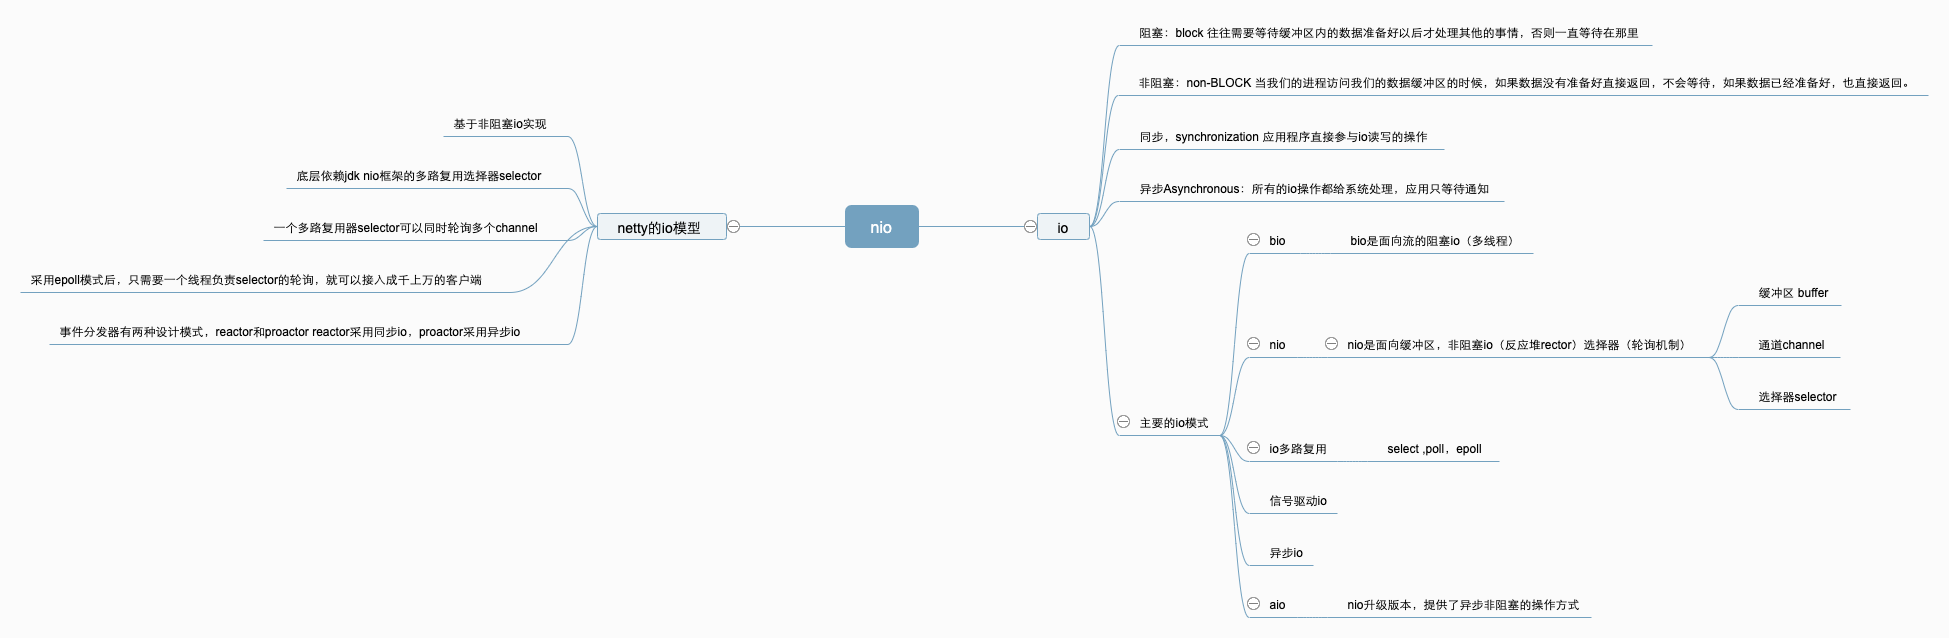 nio
netty的io模型
基于非阻塞io实现
底层依赖jdk nio框架的多路复用选择器selector
一个多路复用器selector可以同时轮询多个channel
采用epoll模式后，只需要一个线程负责selector的轮询，就可以接入成千上万的客户端
事件分发器有两种设计模式，reactor和proactor reactor采用同步io，proactor采用异步io
io
阻塞：block 往往需要等待缓冲区内的数据准备好以后才处理其他的事情，否则一直等待在那里
非阻塞：non-BLOCK 当我们的进程访问我们的数据缓冲区的时候，如果数据没有准备好直接返回，不会等待，如果数据已经准备好，也直接返回。
同步，synchronization 应用程序直接参与io读写的操作
异步Asynchronous：所有的io操作都给系统处理，应用只等待通知
主要的io模式
bio
bio是面向流的阻塞io（多线程）
nio
nio是面向缓冲区，非阻塞io（反应堆rector）选择器（轮询机制）
缓冲区 buffer
通道channel
选择器selector
io多路复用
select ,poll，epoll
信号驱动io
异步io
aio
nio升级版本，提供了异步非阻塞的操作方式